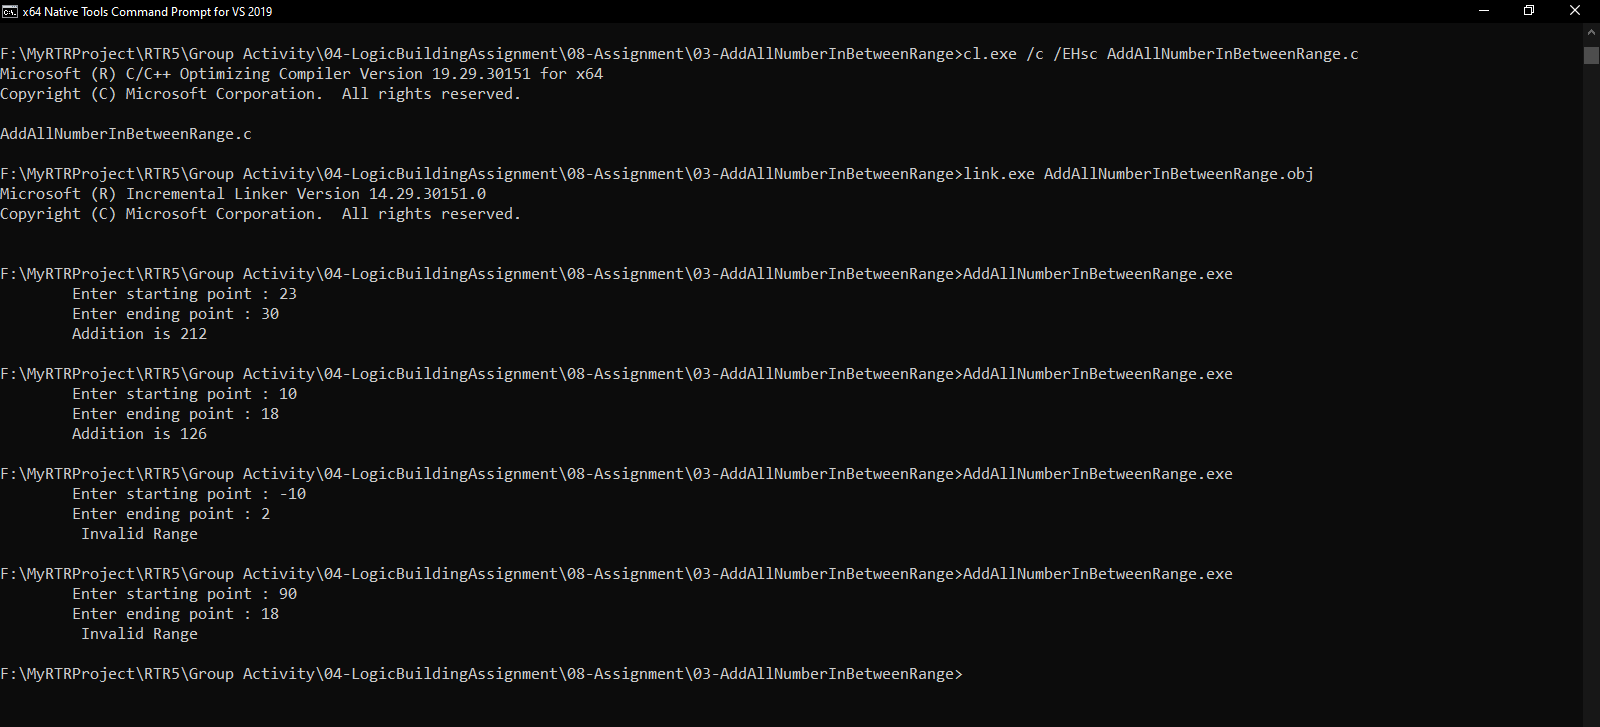 x64 Native Tools Command Prompt for VS 2019
F:\MyRTRProject\RTR5\Group Activity\04-LogicBuildingAssignment\08-Assignment\03-AddAllNumberInBetweenRange>cl.exe /c /EHsc AddAllNumberInBetweenRange.c
Microsoft (R) C/C++ Optimizing Compiler Version 19.29.30151 for x64
Copyright (C) Microsoft Corporation.  All rights reserved.
AddAllNumberInBetweenRange.c
F:\MyRTRProject\RTR5\Group Activity\04-LogicBuildingAssignment\08-Assignment\03-AddAllNumberInBetweenRange>link.exe AddAllNumberInBetweenRange.obj
Microsoft (R) Incremental Linker Version 14.29.30151.0
Copyright (C) Microsoft Corporation.  All rights reserved.
F:\MyRTRProject\RTR5\Group Activity\04-LogicBuildingAssignment\08-Assignment\03-AddAllNumberInBetweenRange>AddAllNumberInBetweenRange.exe
Enter starting point : 23
Enter ending point : 30
Addition is 212
F:\MyRTRProject\RTR5\Group Activity\04-LogicBuildingAssignment\08-Assignment\03-AddAllNumberInBetweenRange>AddAllNumberInBetweenRange.exe
Enter starting point : 10
Enter ending point : 18
Addition is 126
F:\MyRTRProject\RTR5\Group Activity\04-LogicBuildingAssignment\08-Assignment\03-AddAllNumberInBetweenRange>AddAllNumberInBetweenRange.exe
Enter starting point : -10
Enter ending point : 2
Invalid Range
F:\MyRTRProject\RTR5\Group Activity\04-LogicBuildingAssignment\08-Assignment\03-AddAllNumberInBetweenRange>AddAllNumberInBetweenRange.exe
Enter starting point : 90
Enter ending point : 18
Invalid Range
F:\MyRTRProject\RTR5\Group Activity\04-LogicBuildingAssignment\08-Assignment\03-AddAllNumberInBetweenRange>